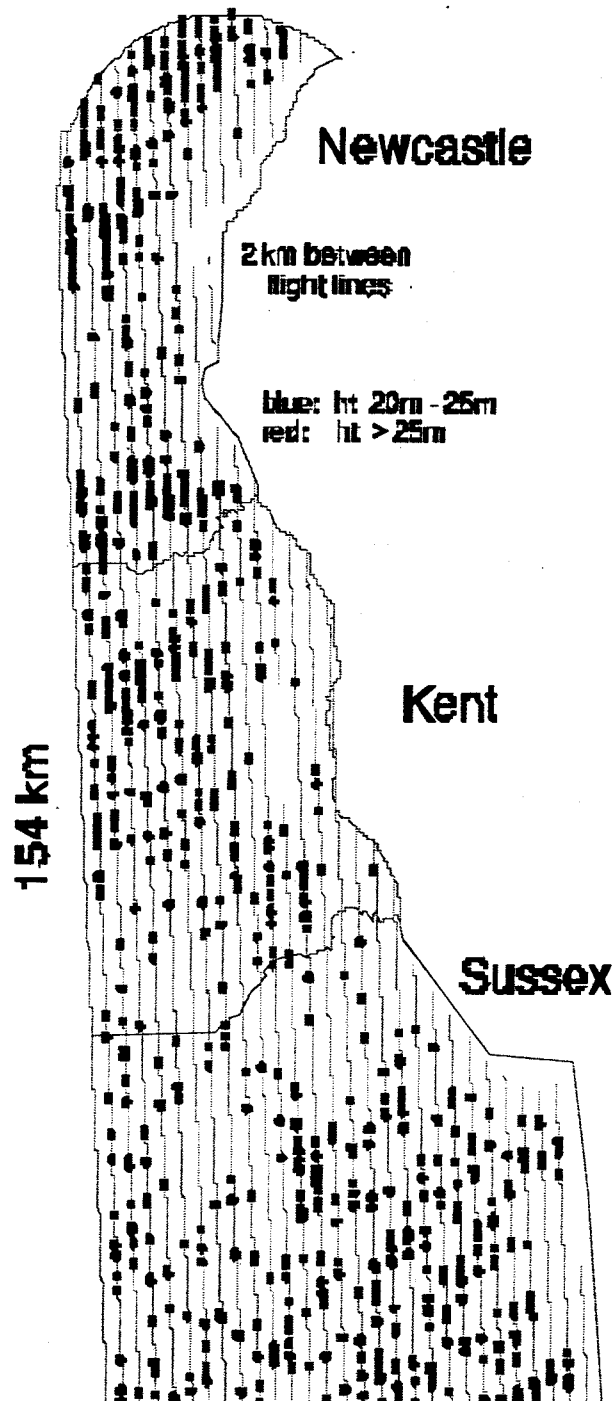 Newcastle
2 km between
flight lines
blue: ht 20m - 25m
red: ht > 25m
Kent
154 km
Sussex